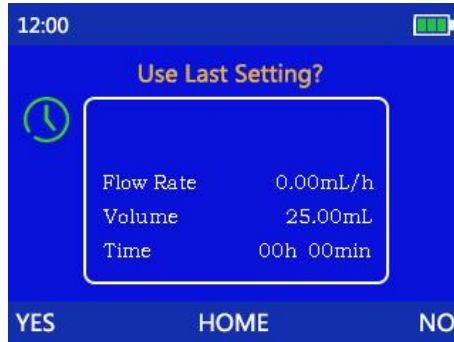 12:00
Use Last Setting?
Flow Rate 0.00mL/h
Volume 25.00mL
Time 00h 00min
YES HOME NO